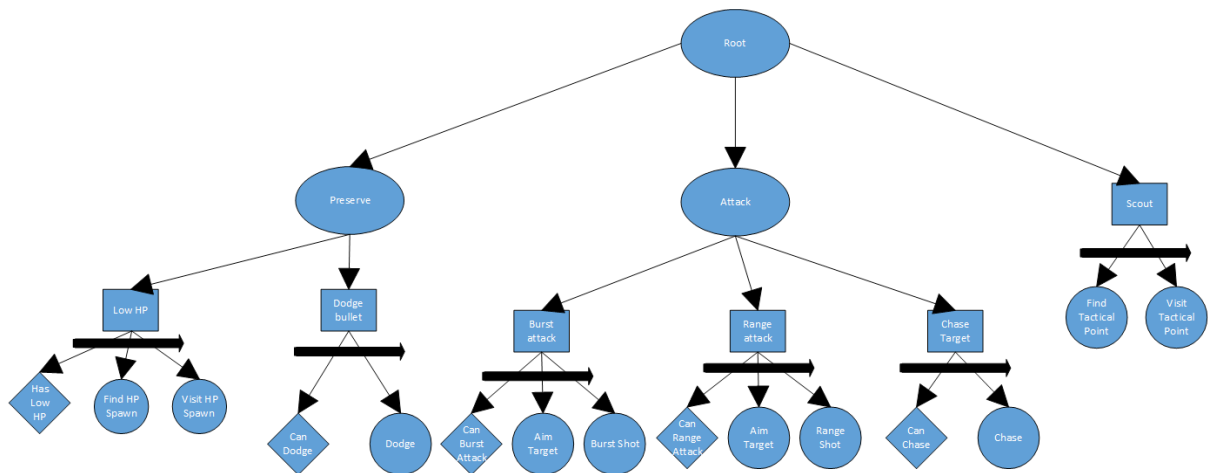 Root
Preserve
Attack
Scout
Low HP
Dodge
bullet
Burst
attack
Range
attack
Chase
Target
Find
Tactical
Point
Visit
Tactical
Point
Has
Low
HP
Find HP
Spawn
Visit HP
Spawn
Can
Dodge
Dodge
Can
Burst
Attack
Aim
Target
Burst Shot
Can
Range
Attack
Aim
Target
Range
Shot
Can
Chase
Chase